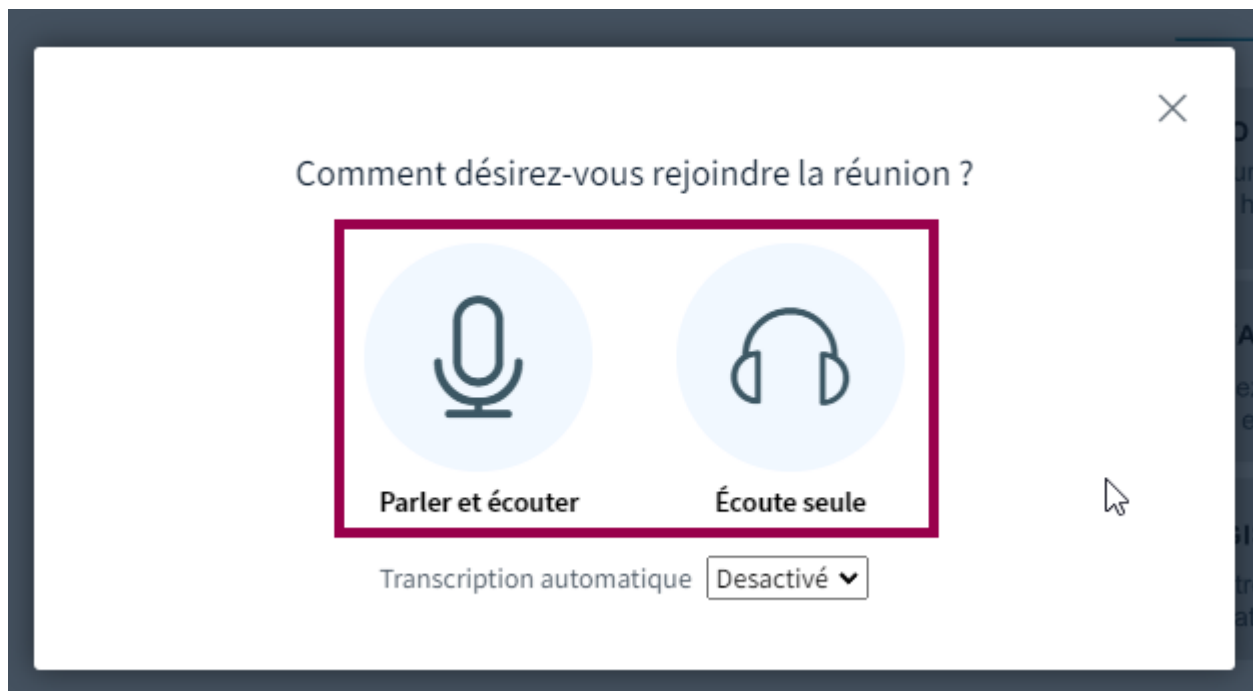 Comment désirez-vous rejoindre la réunion ?
Parler et écouter
Écoute seule
Transcription automatique Desactivé